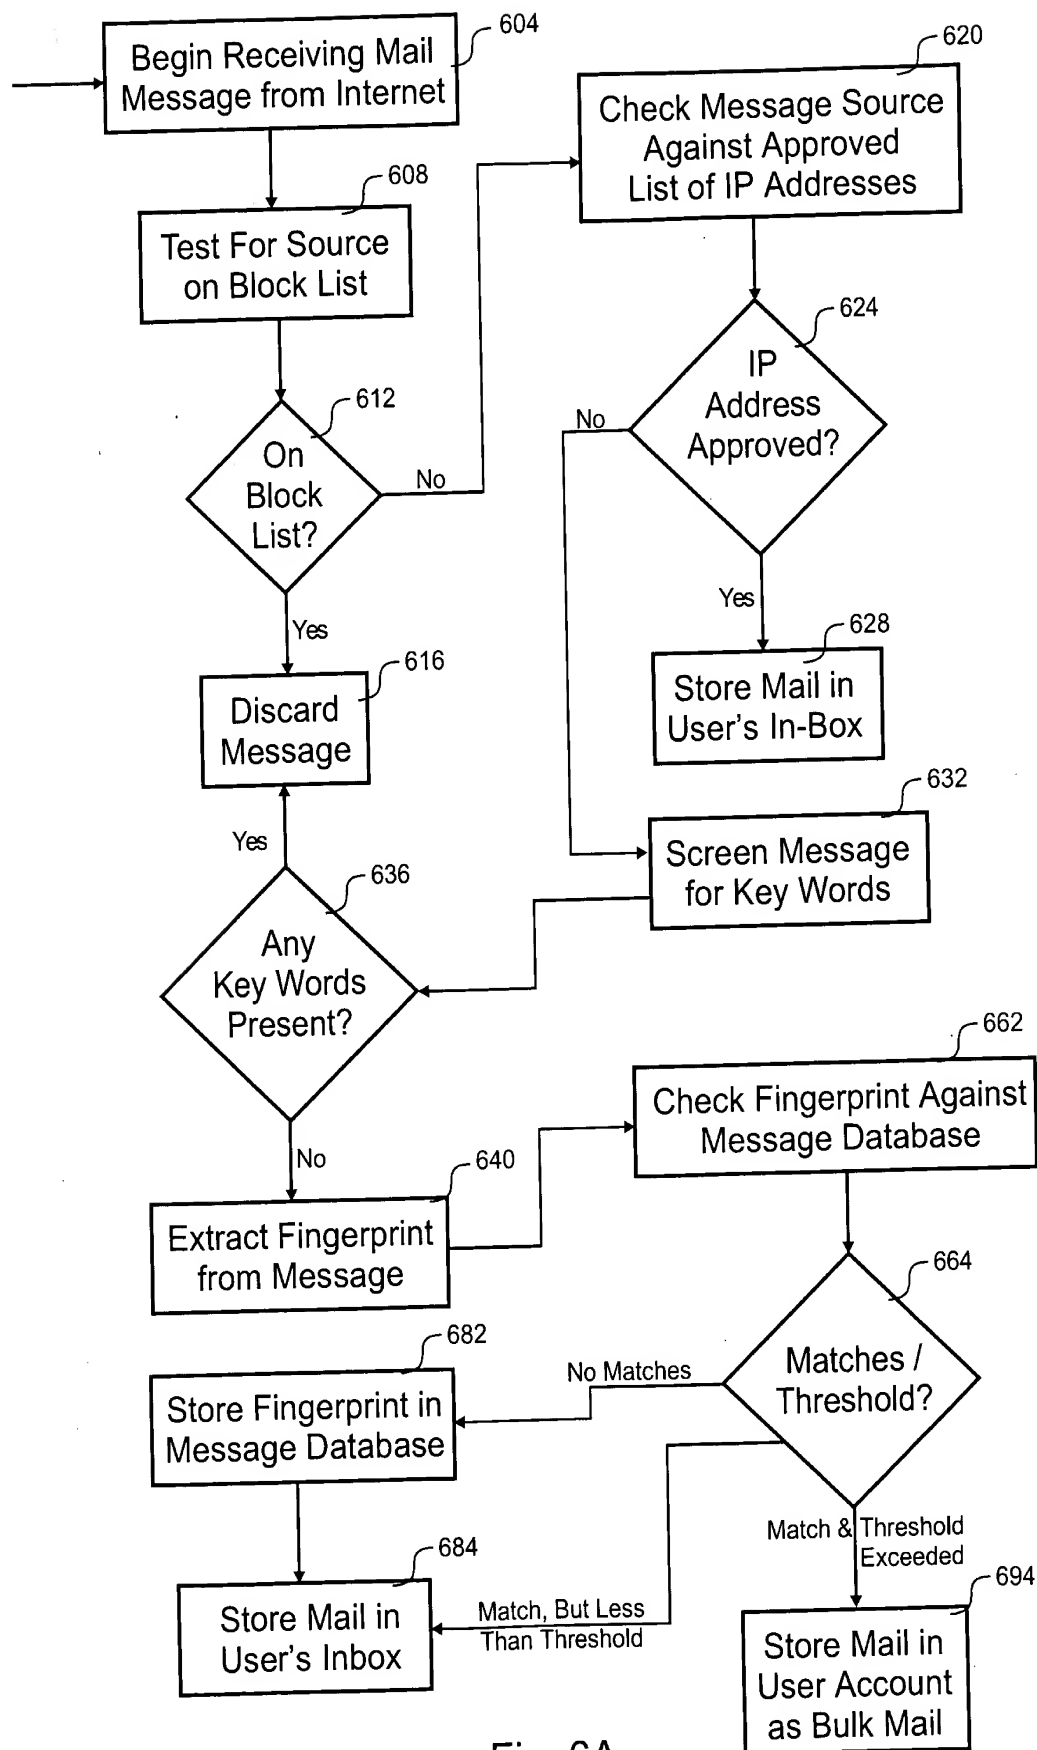 604
Begin Receiving Mail
Message from Internet
620
Check Message Source
Against Approved
List of IP Addresses
608
Test For Source
on Block List
624
IP
Address
Approved?
612
On
Block
List?
No
No
Yes
Yes
628
Store Mail in
User's In-Box
616
Discard
Message
632
Screen Message
for Key Words
Yes
636
Any
Key Words
Present?
662
Check Fingerprint Against
Message Database
No
640
Extract Fingerprint
from Message
664
Matches /
Threshold?
682
No Matches
Store Fingerprint in
Message Database
Match & Threshold
Exceeded
684
Store Mail in
User's Inbox
Match, But Less
Than Threshold
694
Store Mail in
User Account
as Bulk Mail
Fig. 6A